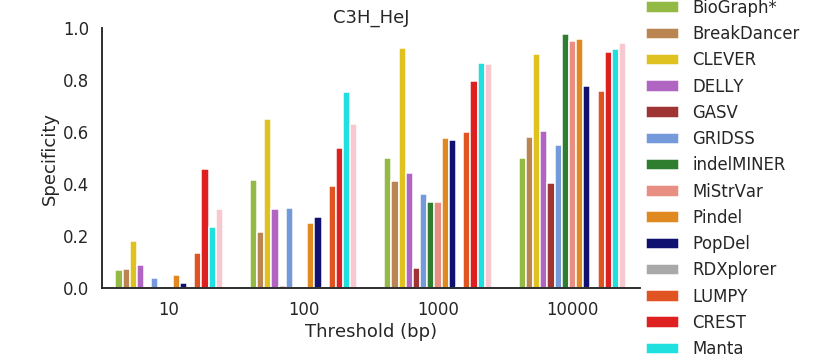 C3H_HeJ
1.0
0.8
0.6
0.4
0.2
0.0
Specificity
10
100
1000
10000
Threshold (bp)
BioGraph*
BreakDancer
CLEVER
DELLY
GASV
GRIDSS
indelMINER
MiStrVar
Pindel
PopDel
RDXplorer
LUMPY
CREST
Manta